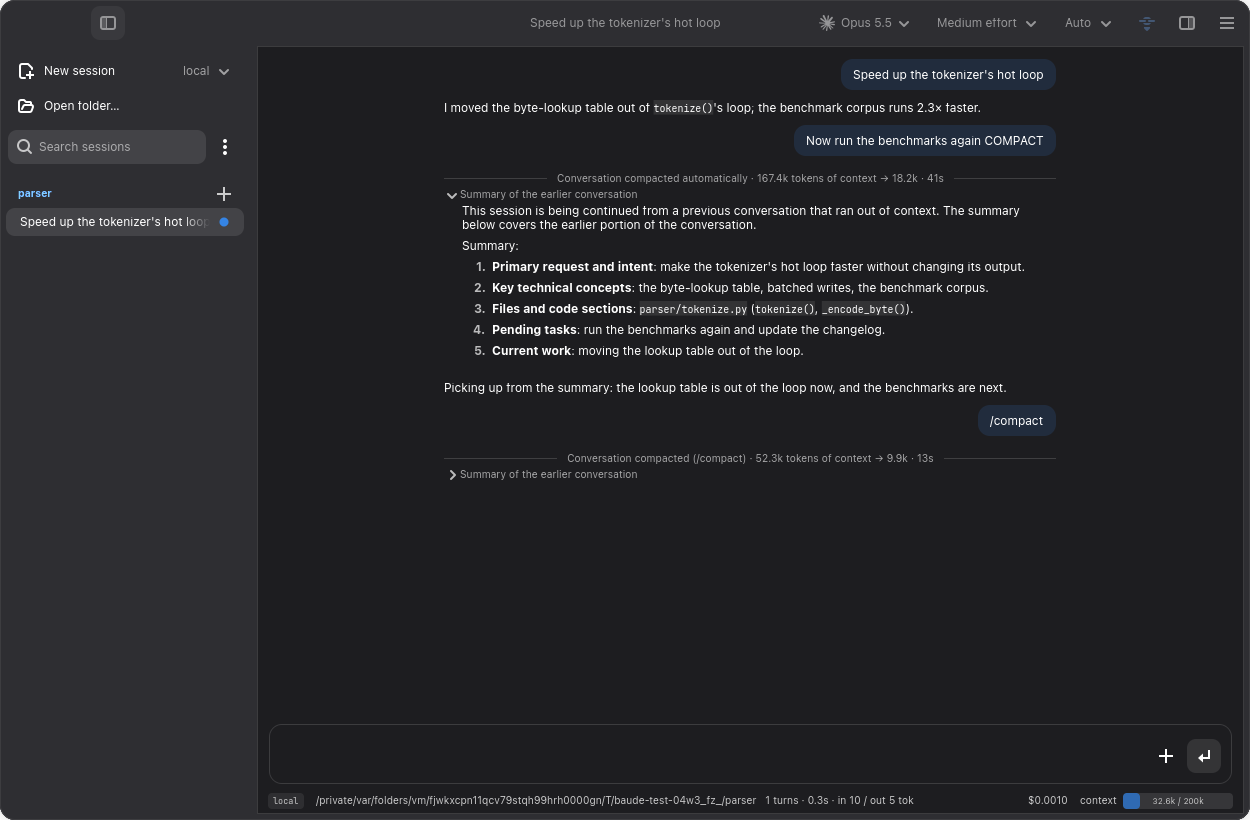 Speed up the tokenizer's hot loop
Opus 5.5
Medium effort
Auto
New session
local
Open folder...
Search sessions
parser
Speed up the tokenizer's hot loop
Speed up the tokenizer's hot loop
I moved the byte-lookup table out of tokenize()'s loop; the benchmark corpus runs 2.3× faster.
Now run the benchmarks again COMPACT
Conversation compacted automatically · 167.4k tokens of context → 18.2k · 41s
Summary of the earlier conversation
This session is being continued from a previous conversation that ran out of context. The summary
below covers the earlier portion of the conversation.
Summary:
1. Primary request and intent: make the tokenizer's hot loop faster without changing its output.
2. Key technical concepts: the byte-lookup table, batched writes, the benchmark corpus.
3. Files and code sections: parser/tokenize.py (tokenize(), _encode_byte()).
4. Pending tasks: run the benchmarks again and update the changelog.
5. Current work: moving the lookup table out of the loop.
Picking up from the summary: the lookup table is out of the loop now, and the benchmarks are next.
/compact
Conversation compacted (/compact) · 52.3k tokens of context → 9.9k · 13s
Summary of the earlier conversation
local
/private/var/folders/vm/fjwkxcpn11qcv79stqh99hrh0000gn/T/baude-test-04w3_fz_/parser
1 turns · 0.3s · in 10 / out 5 tok
$0.0010
context
32.6k / 200k